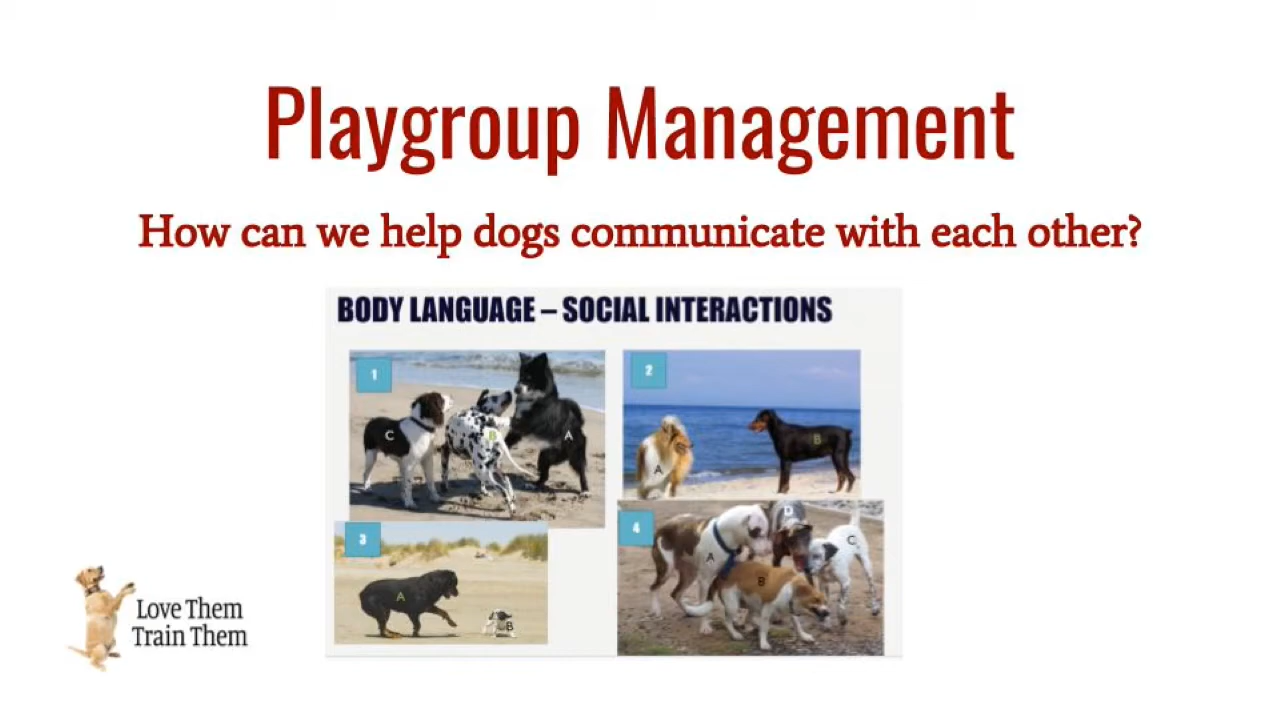 Playgroup Management
How can we help dogs communicate with each other?
BODY LANGUAGE – SOCIAL INTERACTIONS
1
C
B
A
2
A
B
3
A
B
4
A
B
C
D
Love Them
Train Them